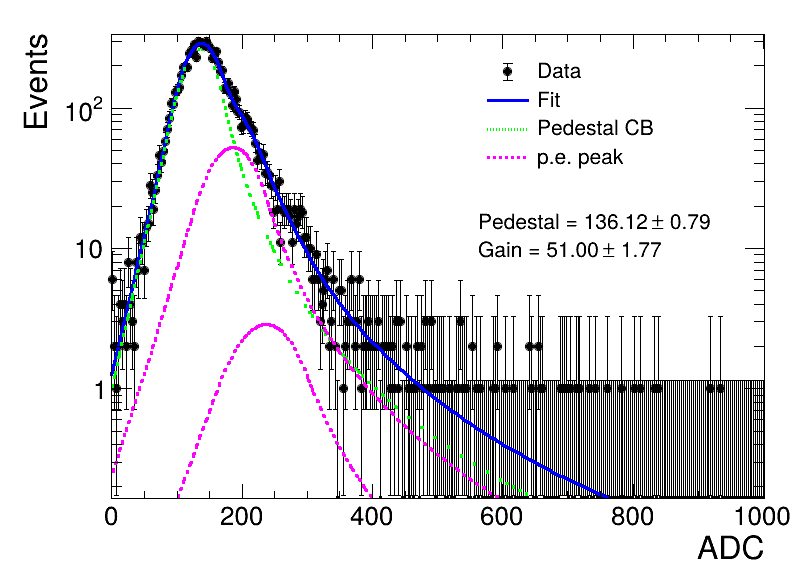 Events
10²
10
1
Data
Fit
Pedestal CB
p.e. peak
Pedestal = 136.12 ± 0.79
Gain = 51.00 ± 1.77
0 200 400 600 800 1000
ADC